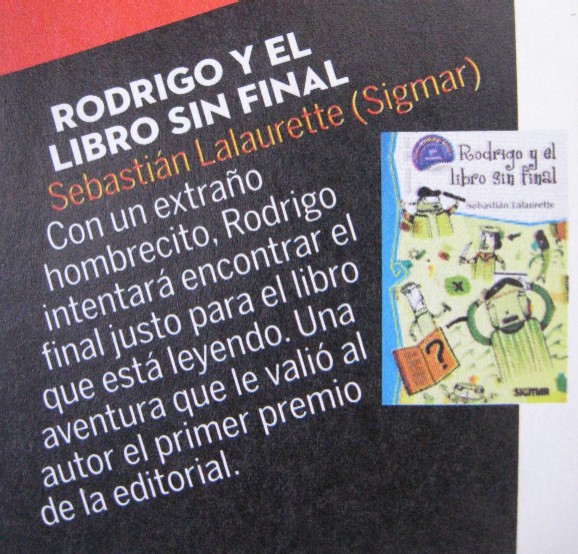 RODRIGO Y EL
LIBRO SIN FINAL
Sebastián Lalaurette (Sigmar)
Con un extraño
hombrecito, Rodrigo
intentará encontrar el
final justo para el libro
que está leyendo. Una
aventura que le valió al
autor el primer premio
de la editorial.
Rodrigo y el
libro sin final
Sebastián Lalaurette
?
SIGMAR